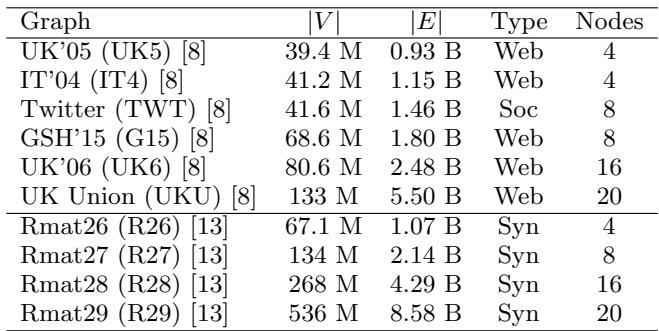 Graph |V| |E| Type Nodes
UK'05 (UK5) [8] 39.4 M 0.93 B Web 4
IT'04 (IT4) [8] 41.2 M 1.15 B Web 4
Twitter (TWT) [8] 41.6 M 1.46 B Soc 8
GSH'15 (G15) [8] 68.6 M 1.80 B Web 8
UK'06 (UK6) [8] 80.6 M 2.48 B Web 16
UK Union (UKU) [8] 133 M 5.50 B Web 20
Rmat26 (R26) [13] 67.1 M 1.07 B Syn 4
Rmat27 (R27) [13] 134 M 2.14 B Syn 8
Rmat28 (R28) [13] 268 M 4.29 B Syn 16
Rmat29 (R29) [13] 536 M 8.58 B Syn 20